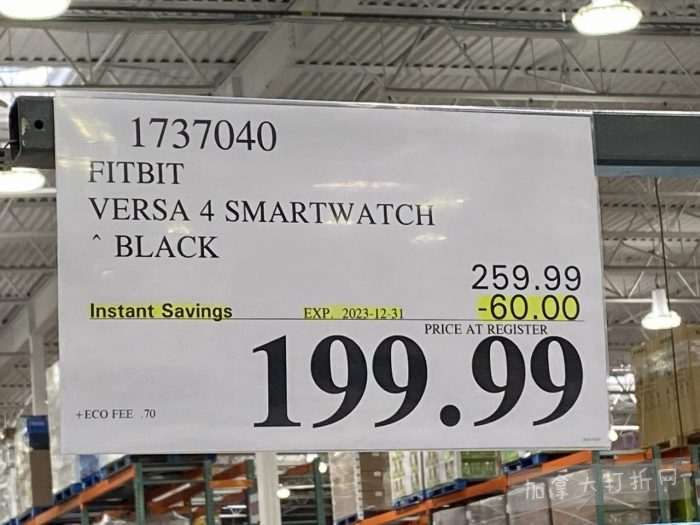 1737040
FITBIT
VERSA 4 SMARTWATCH
^ BLACK
259.99
Instant Savings EXP. 2023-12-31 -60.00
PRICE AT REGISTER
199.99
+ECO FEE .70
加拿大打折网